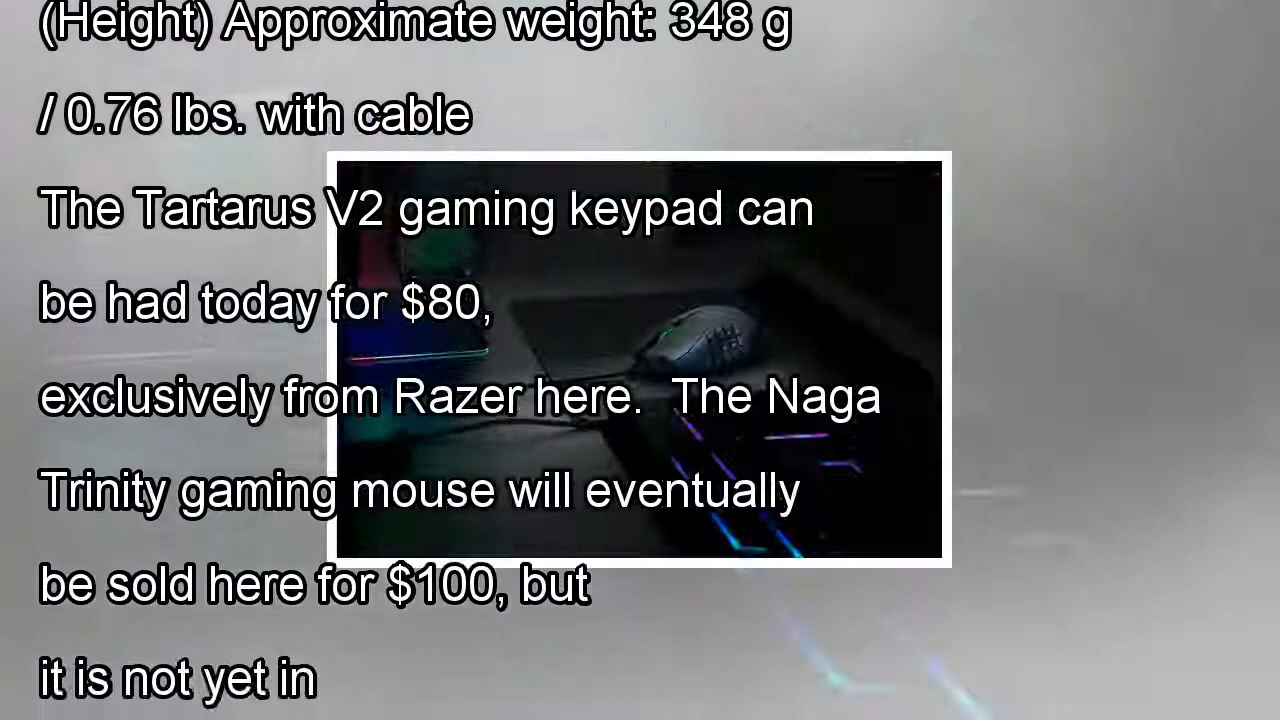 (Height) Approximate weight: 348 g
/ 0.76 lbs. with cable
The Tartarus V2 gaming keypad can
be had today for $80,
exclusively from Razer here.  The Naga
Trinity gaming mouse will eventually
be sold here for $100, but
it is not yet in